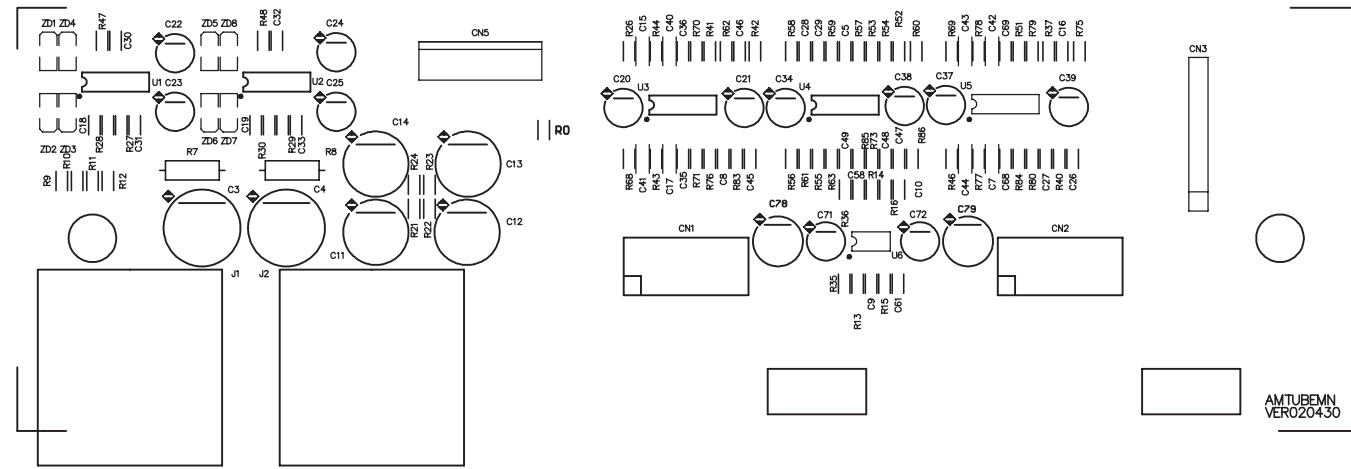 ZD1 ZD4 R47 C30 C22 ZD5 ZD8 R48 C32 C24
CN5
R26 C15 R44 C40 C36 R70 R41 R62 C46 R42 R58 C28 C29 R59 C5 R57 R53 R54 R52 R60 R69 C43 R78 C42 C69 R51 R79 R37 C16 R75
CN3
U1 U2
C23 C25
C20 U3 C21 C34 U4 C38 C37 U5 C39
C18 R28 R27 C31 C19 R29 C33 C14
R0
ZD2 ZD3 ZD6 ZD7
C49 R85 R73 C48 C47 R86
R9 R10 R11 R12 R7 R30 R8 R24 R23 C13
R68 C41 R43 C17 C35 R71 R76 C8 R83 C45 R56 R61 R55 R63 C58 R14 R16 C10 R46 C44 R77 C7 C68 R84 R80 C27 R40 C26
C3 C4
R21 R22 C12
C11
C78 C71 R36 C72 C79
CN1 CN2
U6
J1 J2
R35 R13 C9 R15 C61
AMTUBEMN
VER020430